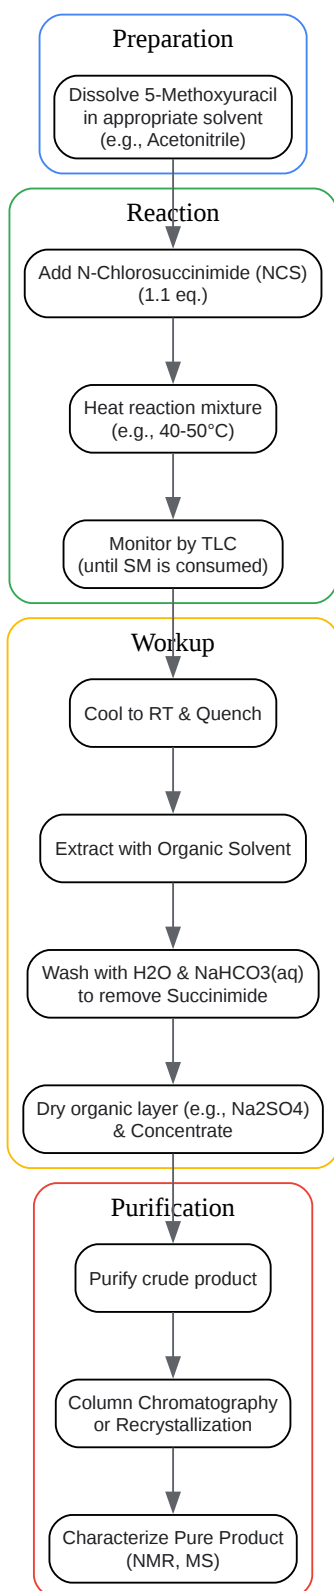 Preparation
Dissolve 5-Methoxyuracil
in appropriate solvent
(e.g., Acetonitrile)
Reaction
Add N-Chlorosuccinimide (NCS)
(1.1 eq.)
Heat reaction mixture
(e.g., 40-50°C)
Monitor by TLC
(until SM is consumed)
Workup
Cool to RT & Quench
Extract with Organic Solvent
Wash with H2O & NaHCO3(aq)
to remove Succinimide
Dry organic layer (e.g., Na2SO4)
& Concentrate
Purification
Purify crude product
Column Chromatography
or Recrystallization
Characterize Pure Product
(NMR, MS)